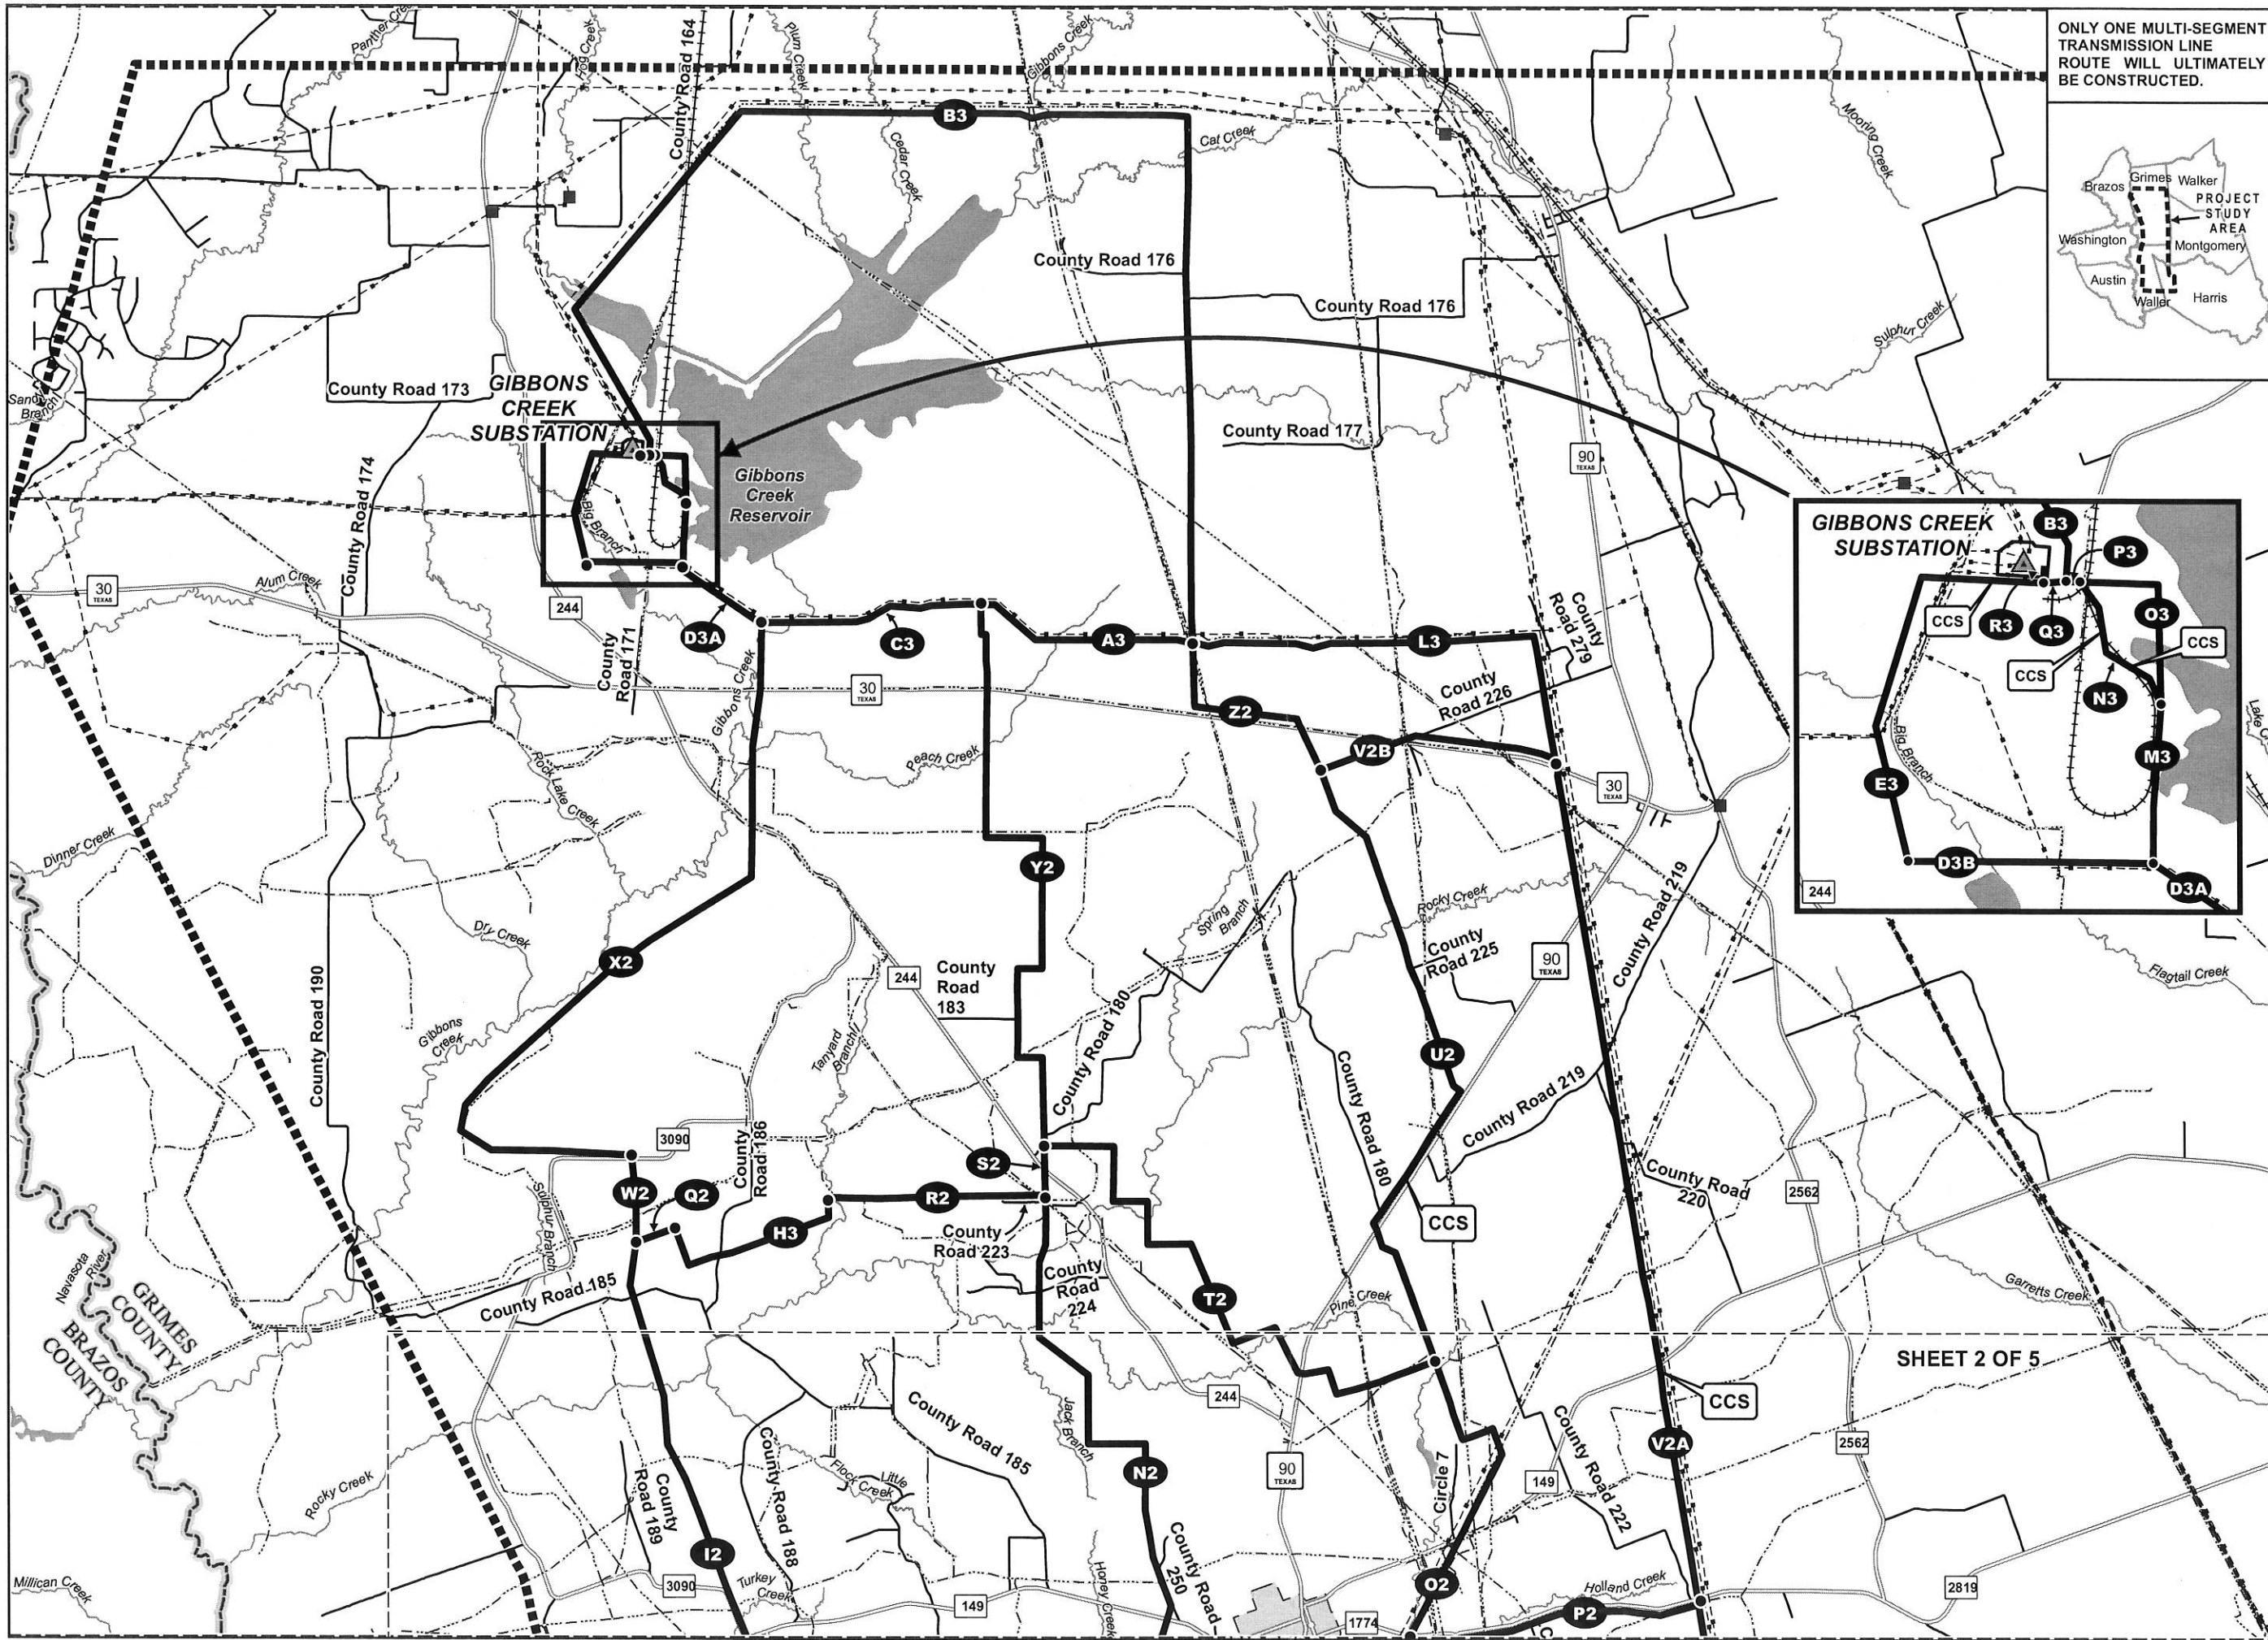 ONLY ONE MULTI-SEGMENT
TRANSMISSION LINE
ROUTE WILL ULTIMATELY
BE CONSTRUCTED.
Brazos
Grimes
Walker
PROJECT
STUDY
AREA
Washington
Montgomery
Austin
Waller
Harris
Hog Creek
County Road 164
Plum Creek
Gibbons Creek
B3
Cedar Creek
Cat Creek
Mooring Creek
County Road 176
County Road 176
Sulphur Creek
County Road 173
GIBBONS
CREEK
SUBSTATION
County Road 177
90
TEXAS
Gibbons
Creek
Reservoir
County Road 174
Big Branch
30
TEXAS
Alum Creek
244
D3A
C3
A3
L3
County
Road 279
County
Road 171
Gibbons Creek
30
TEXAS
County
Road 226
Z2
V2B
Peach Creek
Rock Lake Creek
30
TEXAS
GIBBONS CREEK
SUBSTATION
B3
P3
O3
CCS
R3
Q3
CCS
CCS
N3
M3
E3
Big Branch
D3B
D3A
244
Dinner Creek
Y2
Rocky Creek
County Road 219
Spring
Branch
Dry Creek
X2
County
Road 225
90
TEXAS
244
County
Road
183
Flagtail Creek
County Road 190
Gibbons
Creek
Tanyard
Branch
County Road 180
U2
County Road 180
County Road 219
3090
County
Road 186
S2
W2
Q2
R2
County Road
220
2562
Sulphur Branch
H3
CCS
County
Road 223
Navasota
River
GRIMES
COUNTY
BRAZOS
COUNTY
County Road 185
County
Road
224
T2
Pine Creek
Garretts Creek
SHEET 2 OF 5
244
CCS
County Road 185
Jack Branch
County Road 222
V2A
2562
Rocky Creek
County
Road 189
County Road 188
Little
Flock Creek
N2
90
TEXAS
Circle 7
149
I2
County Road
250
Millican Creek
3090
Turkey
Creek
149
Honey Creek
O2
Holland Creek
P2
2819
1774